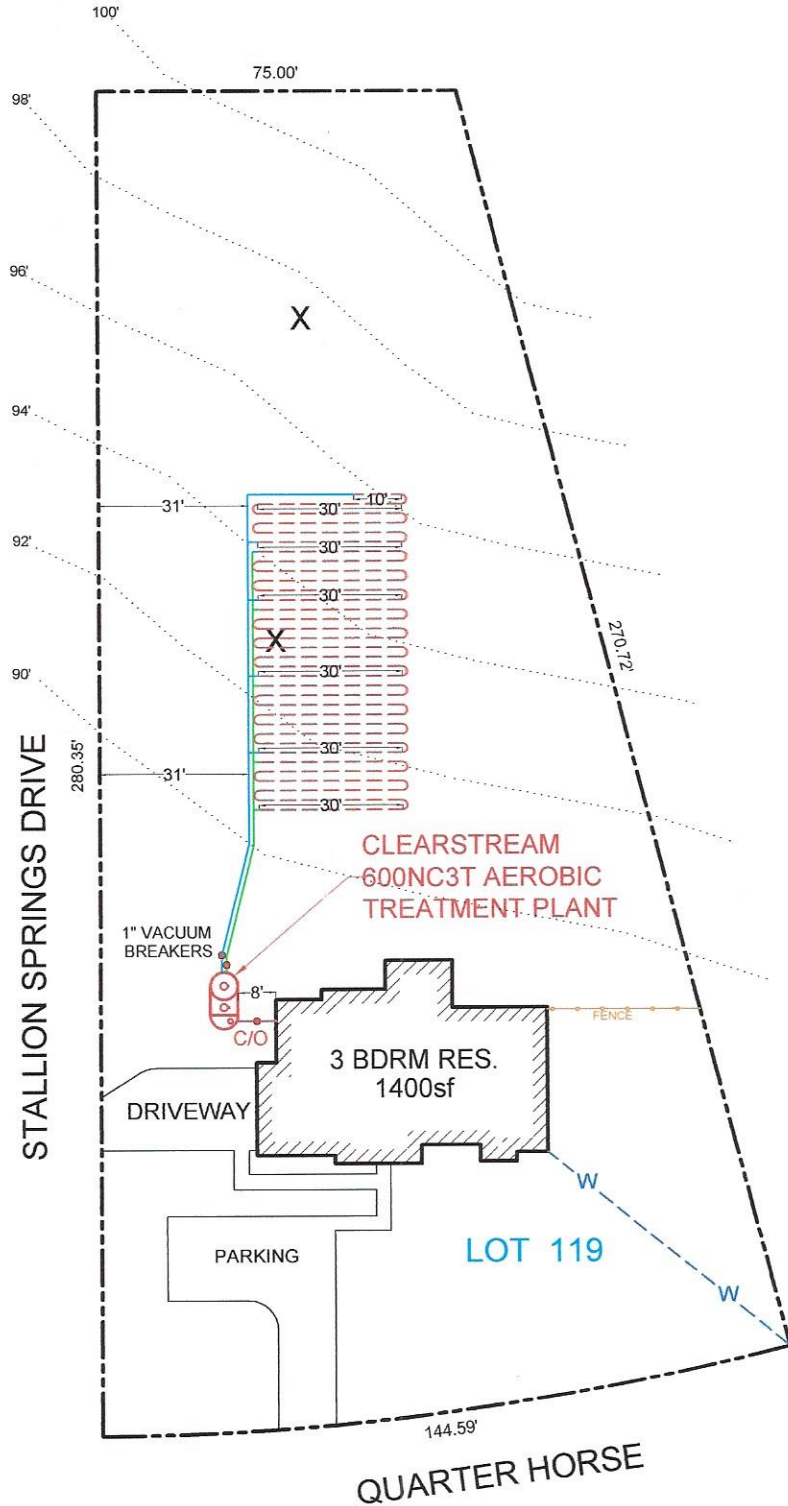 100'
75.00'
98'
96'
X
94'
10'
31'
30'
30'
92'
30'
X
270.72'
30'
90'
30'
STALLION SPRINGS DRIVE
280.35'
31'
30'
CLEARSTREAM
600NC3T AEROBIC
TREATMENT PLANT
1" VACUUM
BREAKERS
8'
C/O
FENCE
3 BDRM RES.
1400sf
DRIVEWAY
W
PARKING
LOT 119
W
144.59'
QUARTER HORSE